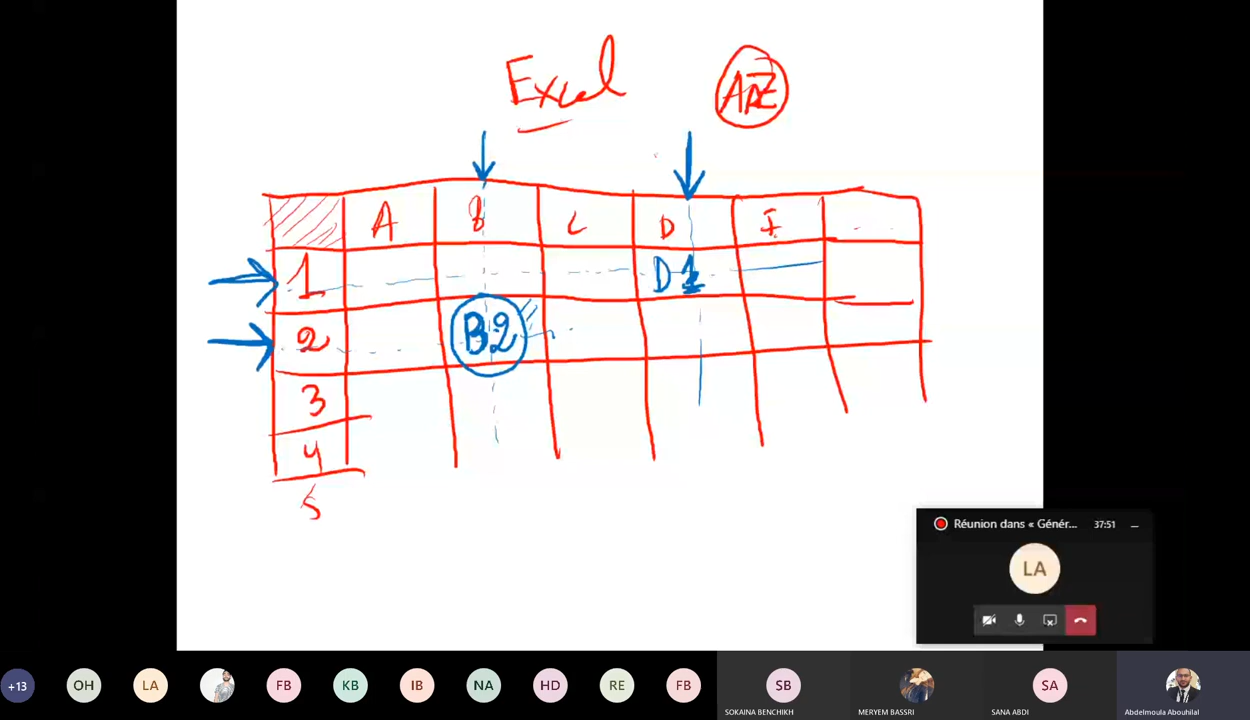 Excel
A B C D
1 D1
2 B2
3
4
5
Réunion dans « Génér... 37:51
LA
+13 OH LA FB KB IB NA HD RE FB SB SA
SOKAINA BENCHIKH MERYEM BASSRI SANA ABDI Abdelmoula Abouhilal